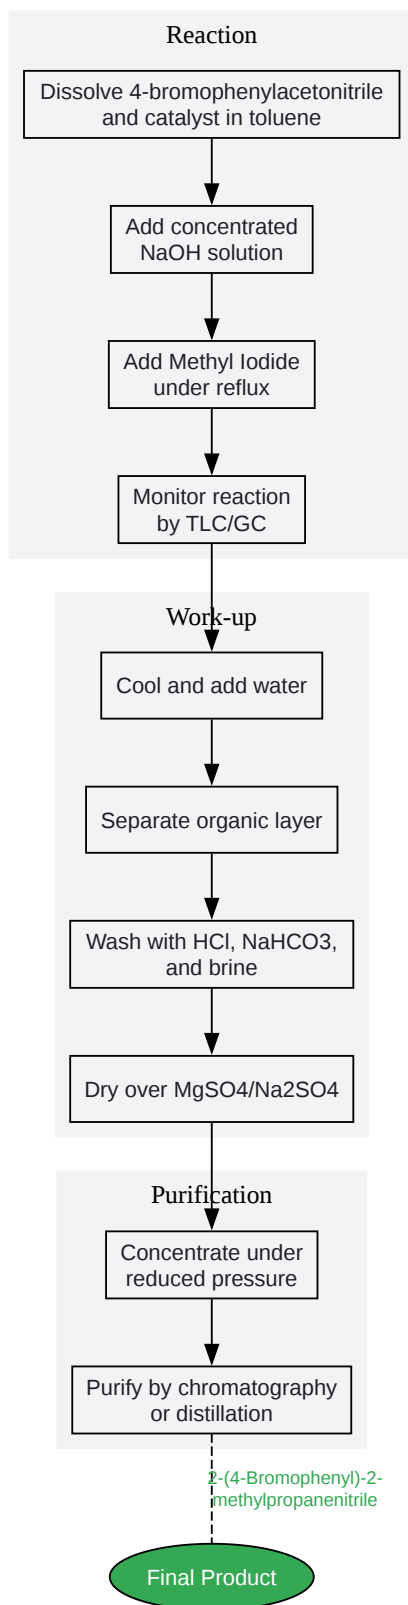 Reaction
Dissolve 4-bromophenylacetonitrile
and catalyst in toluene
Add concentrated
NaOH solution
Add Methyl Iodide
under reflux
Monitor reaction
by TLC/GC
Work-up
Cool and add water
Separate organic layer
Wash with HCl, NaHCO3,
and brine
Dry over MgSO4/Na2SO4
Purification
Concentrate under
reduced pressure
Purify by chromatography
or distillation
2-(4-Bromophenyl)-2-
methylpropanenitrile
Final Product